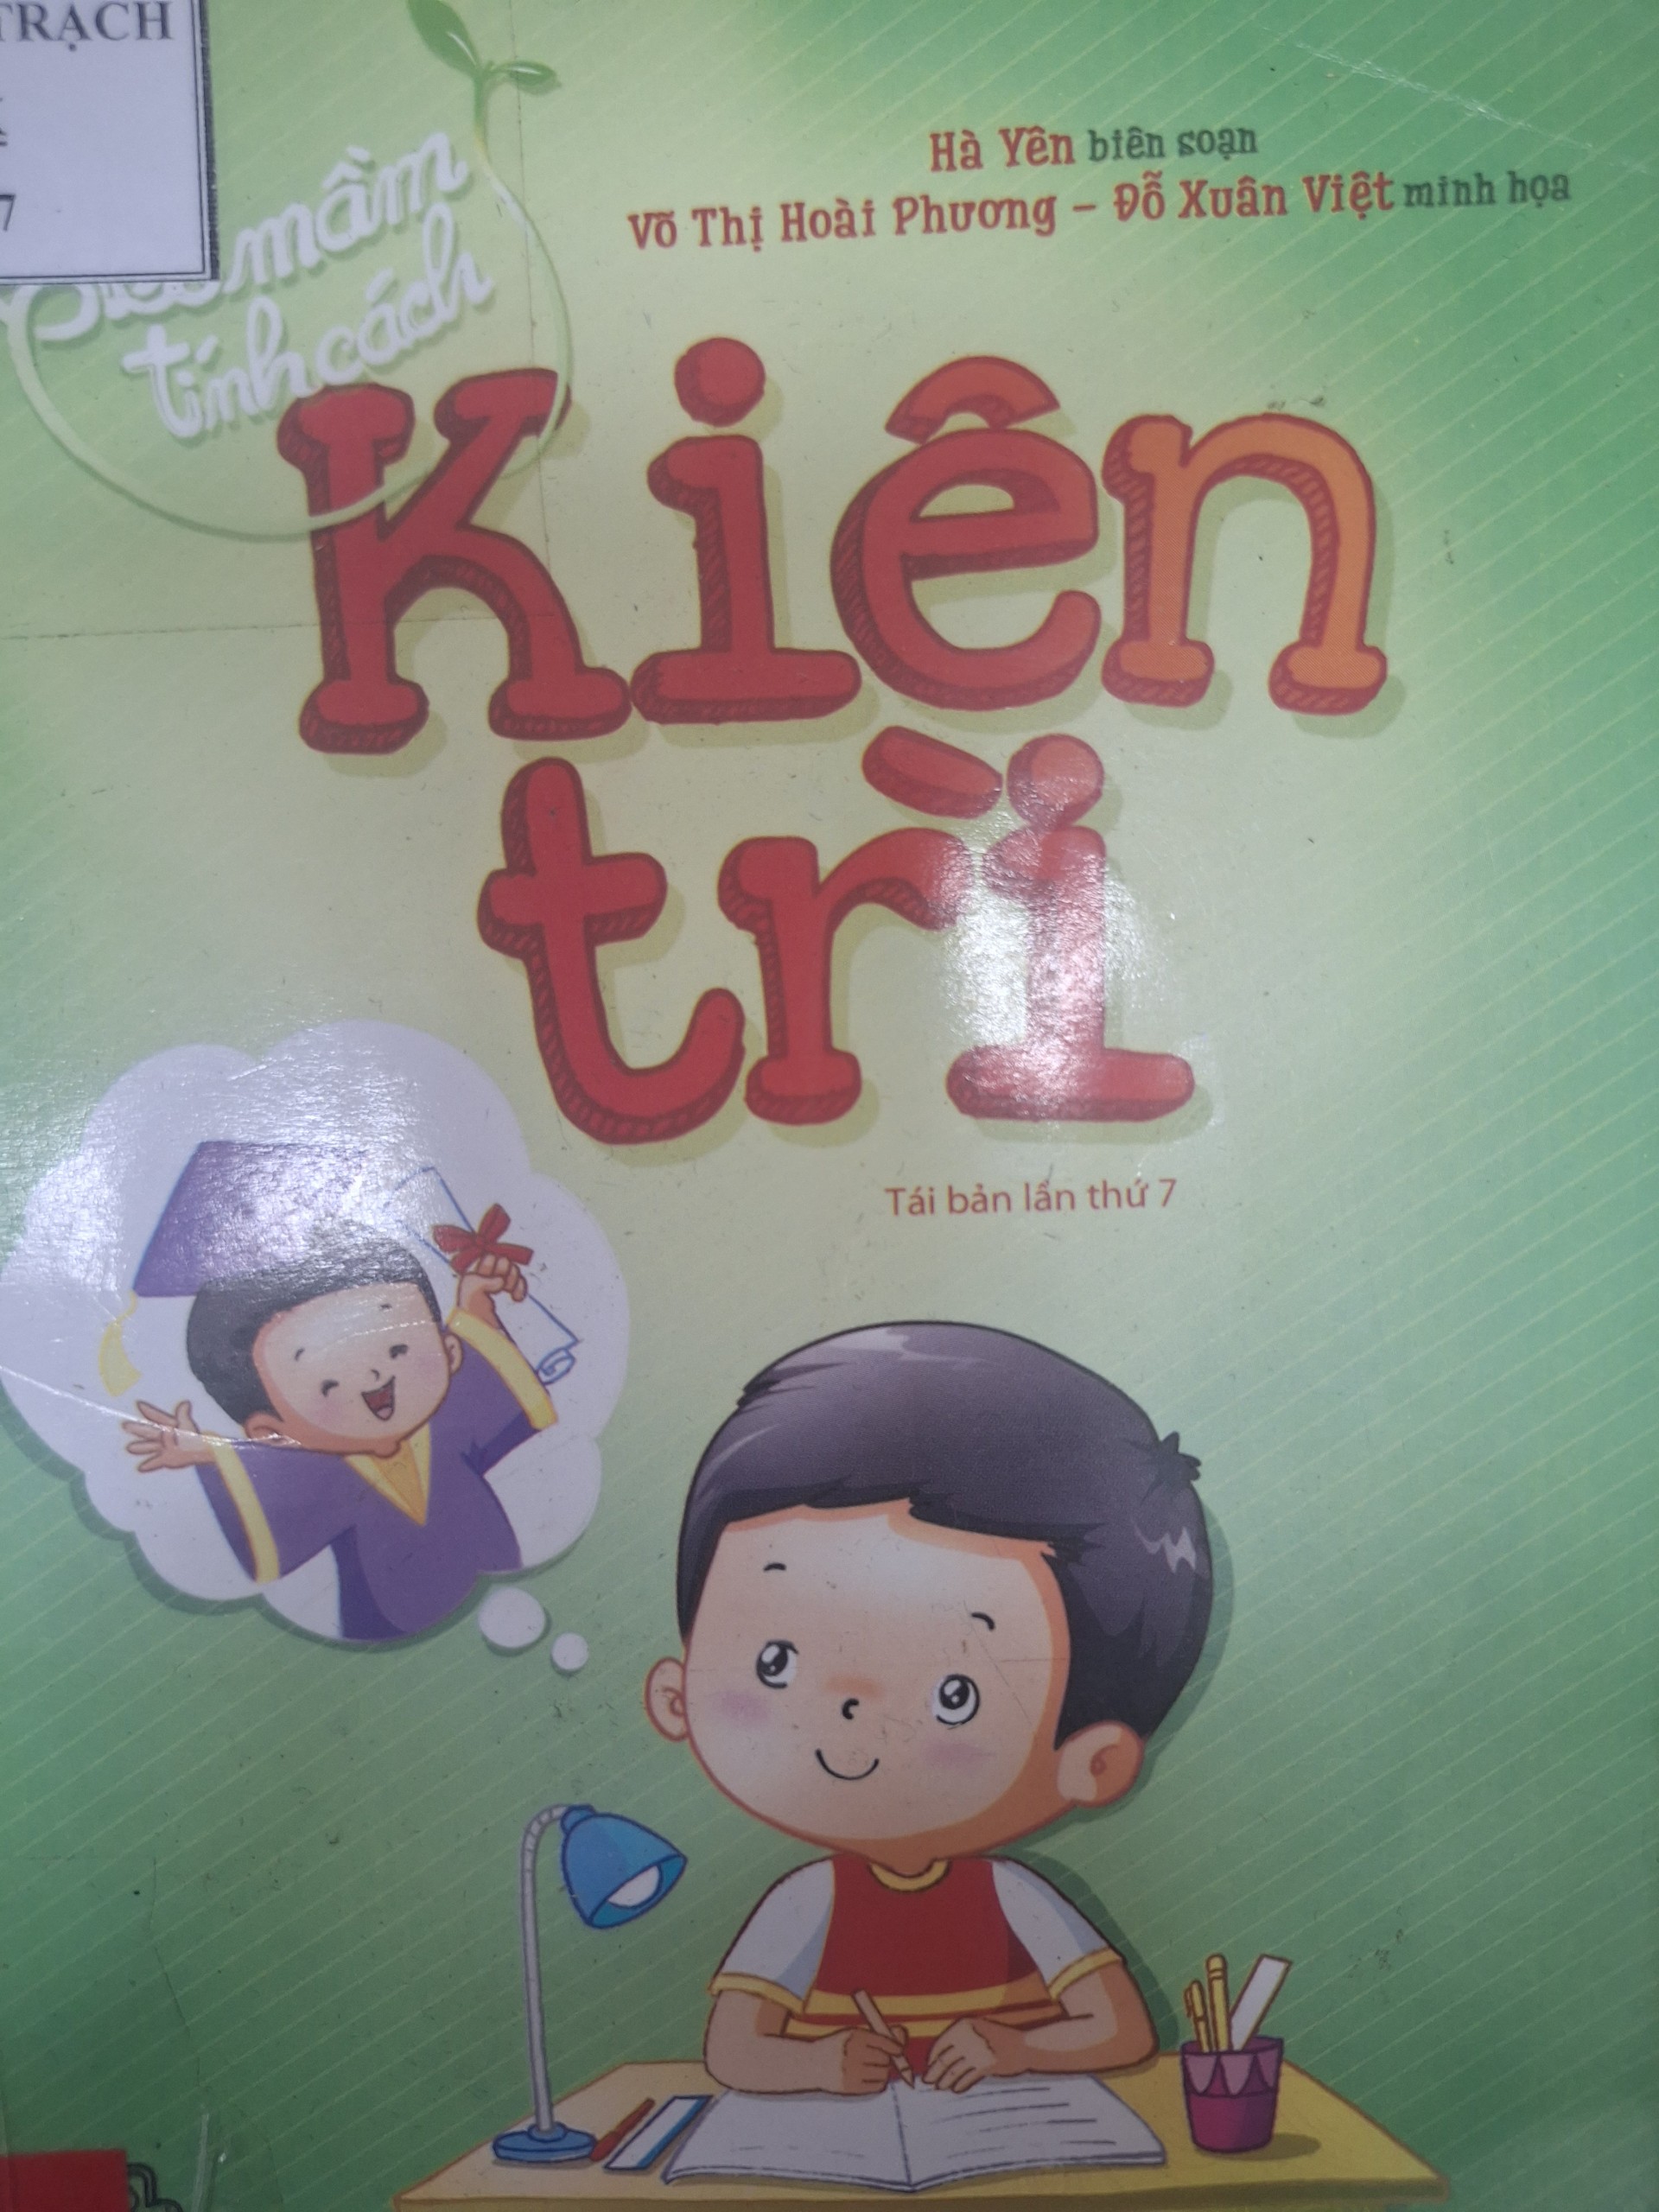 TRẠCH
7
mầm
tính cách
Hà Yên biên soạn
Võ Thị Hoài Phương – Đỗ Xuân Việt minh họa
Kiên
trì
Tái bản lần thứ 7